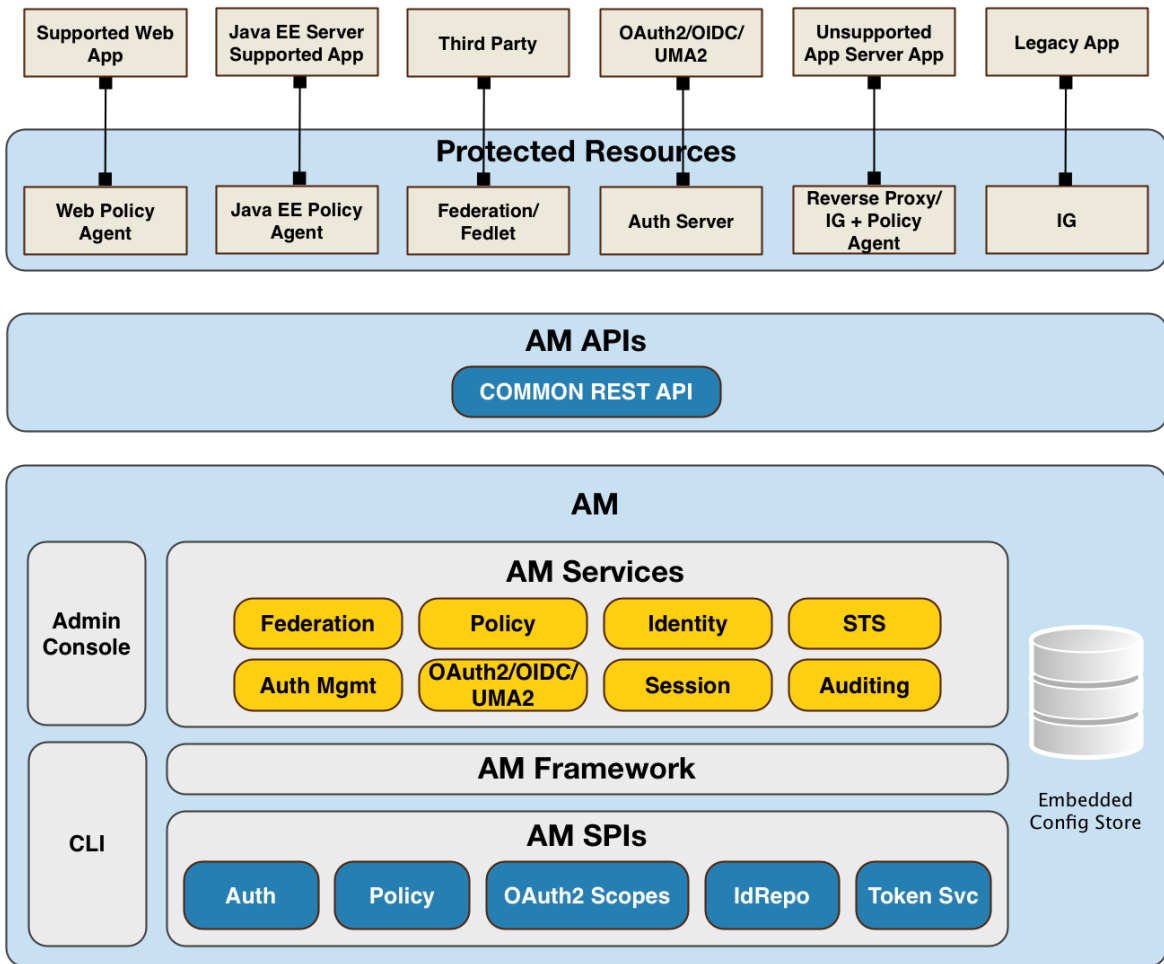 Supported Web
App
Java EE Server
Supported App
Third Party
OAuth2/OIDC/
UMA2
Unsupported
App Server App
Legacy App
Protected Resources
Web Policy
Agent
Java EE Policy
Agent
Federation/
Fedlet
Auth Server
Reverse Proxy/
IG + Policy
Agent
IG
AM APIs
COMMON REST API
AM
Admin
Console
AM Services
Federation
Policy
Identity
STS
Auth Mgmt
OAuth2/OIDC/
UMA2
Session
Auditing
Embedded
Config Store
CLI
AM Framework
AM SPIs
Auth
Policy
OAuth2 Scopes
IdRepo
Token Svc